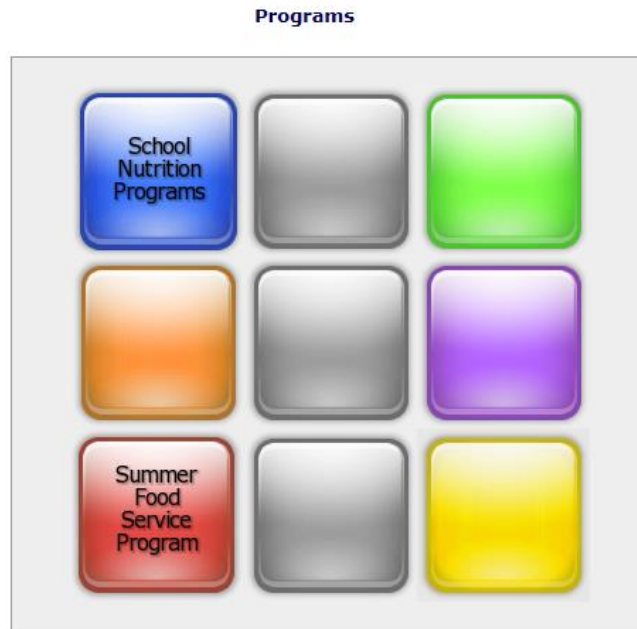 Programs
School
Nutrition
Programs
Summer
Food
Service
Program